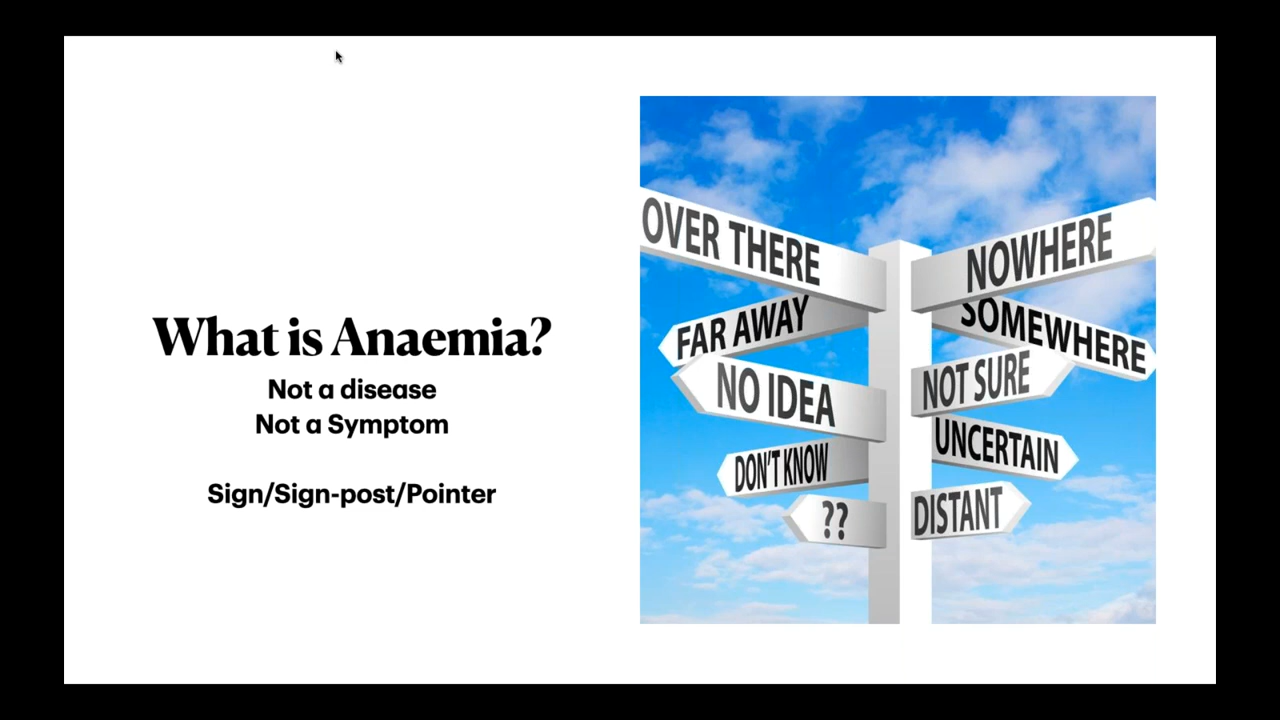 What is Anaemia?
Not a disease
Not a Symptom
Sign/Sign-post/Pointer
OVER THERE
NOWHERE
FAR AWAY
SOMEWHERE
NO IDEA
NOT SURE
DON'T KNOW
UNCERTAIN
??
DISTANT